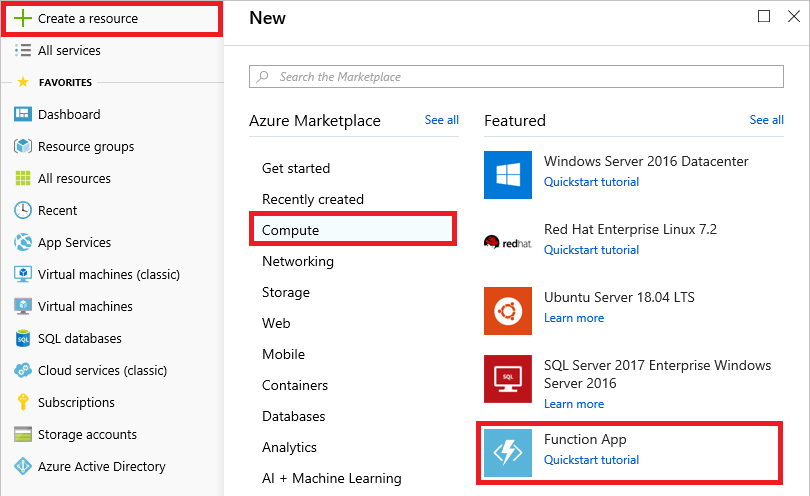 Create a resource
All services
FAVORITES
Dashboard
Resource groups
All resources
Recent
App Services
Virtual machines (classic)
Virtual machines
SQL databases
Cloud services (classic)
Subscriptions
Storage accounts
Azure Active Directory
New
Search the Marketplace
Azure Marketplace
See all
Get started
Recently created
Compute
Networking
Storage
Web
Mobile
Containers
Databases
Analytics
AI + Machine Learning
Featured
See all
Windows Server 2016 Datacenter
Quickstart tutorial
redhat.
Red Hat Enterprise Linux 7.2
Quickstart tutorial
Ubuntu Server 18.04 LTS
Learn more
SQL
SQL Server 2017 Enterprise Windows
Server 2016
Learn more
Function App
Quickstart tutorial